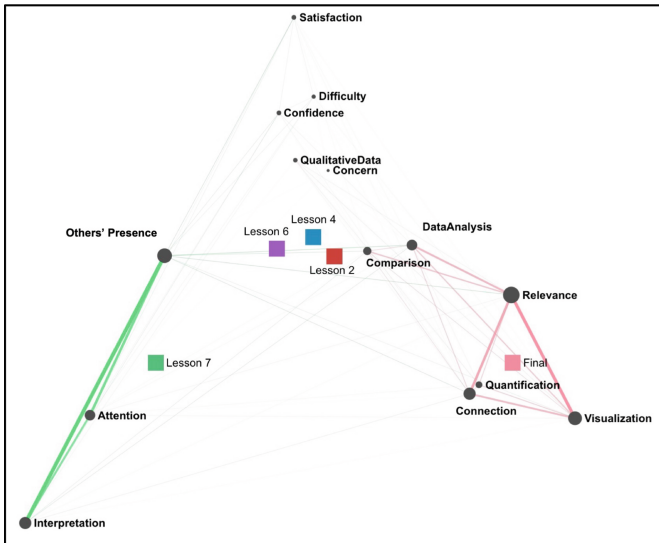 Satisfaction
Difficulty
Confidence
QualitativeData
Concern
Others’ Presence
Lesson 6
Lesson 4
Lesson 2
DataAnalysis
Comparison
Relevance
Lesson 7
Final
Quantification
Connection
Attention
Visualization
Interpretation